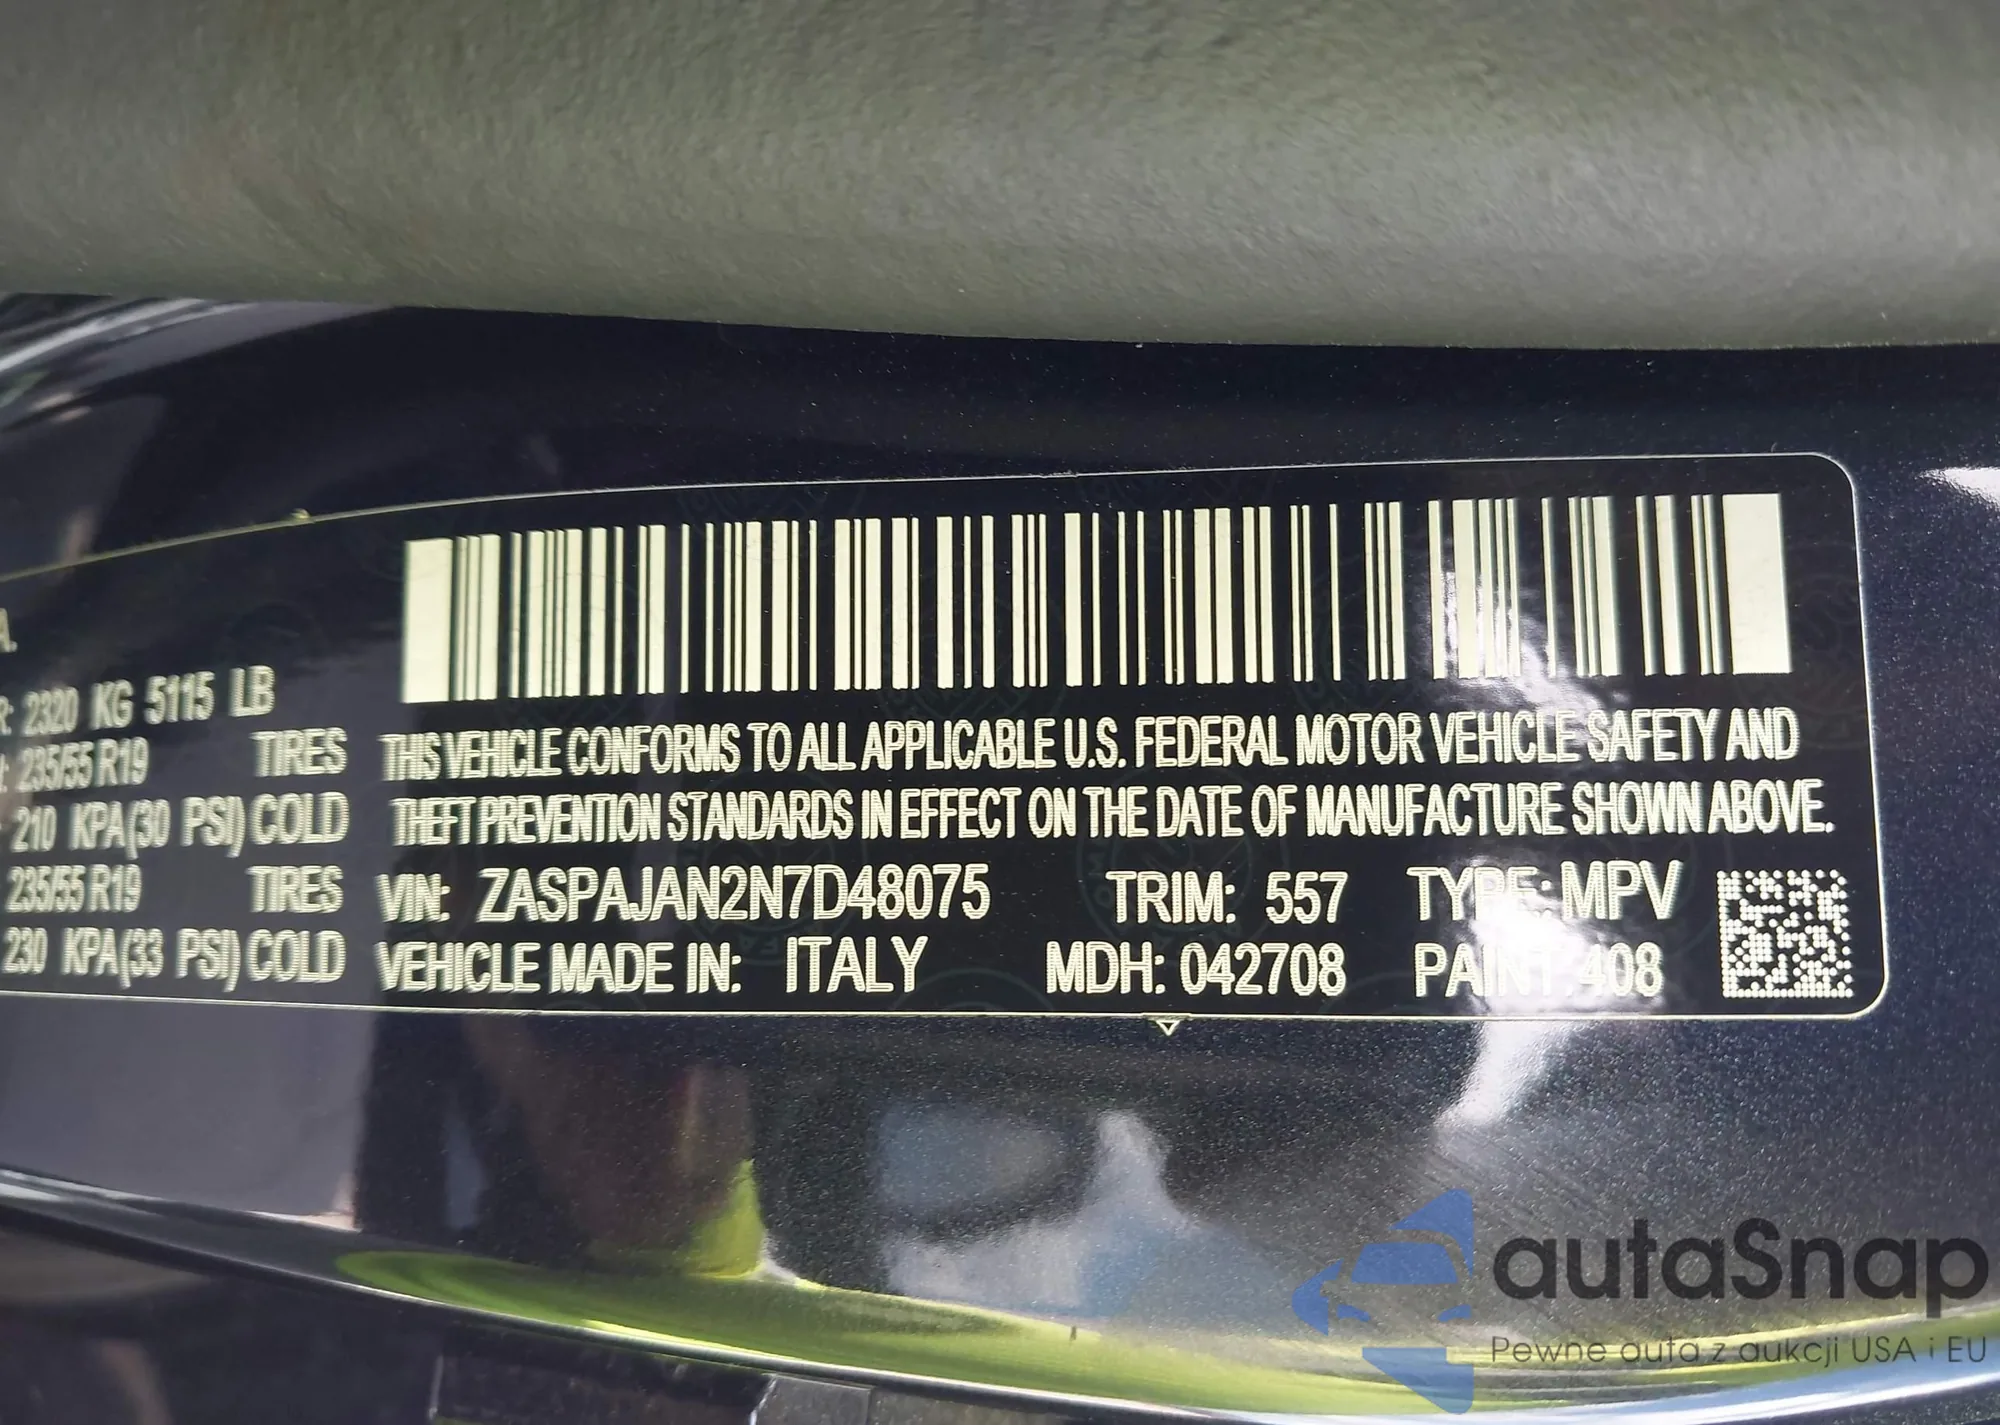 A.
R: 2320 KG 5115 LB
: 235/55 R19 TIRES
210 KPA(30 PSI) COLD
235/55 R19 TIRES
230 KPA(33 PSI) COLD
THIS VEHICLE CONFORMS TO ALL APPLICABLE U.S. FEDERAL MOTOR VEHICLE SAFETY AND
THEFT PREVENTION STANDARDS IN EFFECT ON THE DATE OF MANUFACTURE SHOWN ABOVE.
VIN: ZASPAJAN2N7D48075 TRIM: 557 TYPE: MPV
VEHICLE MADE IN: ITALY MDH: 042708 PAINT: 408
autaSnap
Pewne auta z aukcji USA i EU